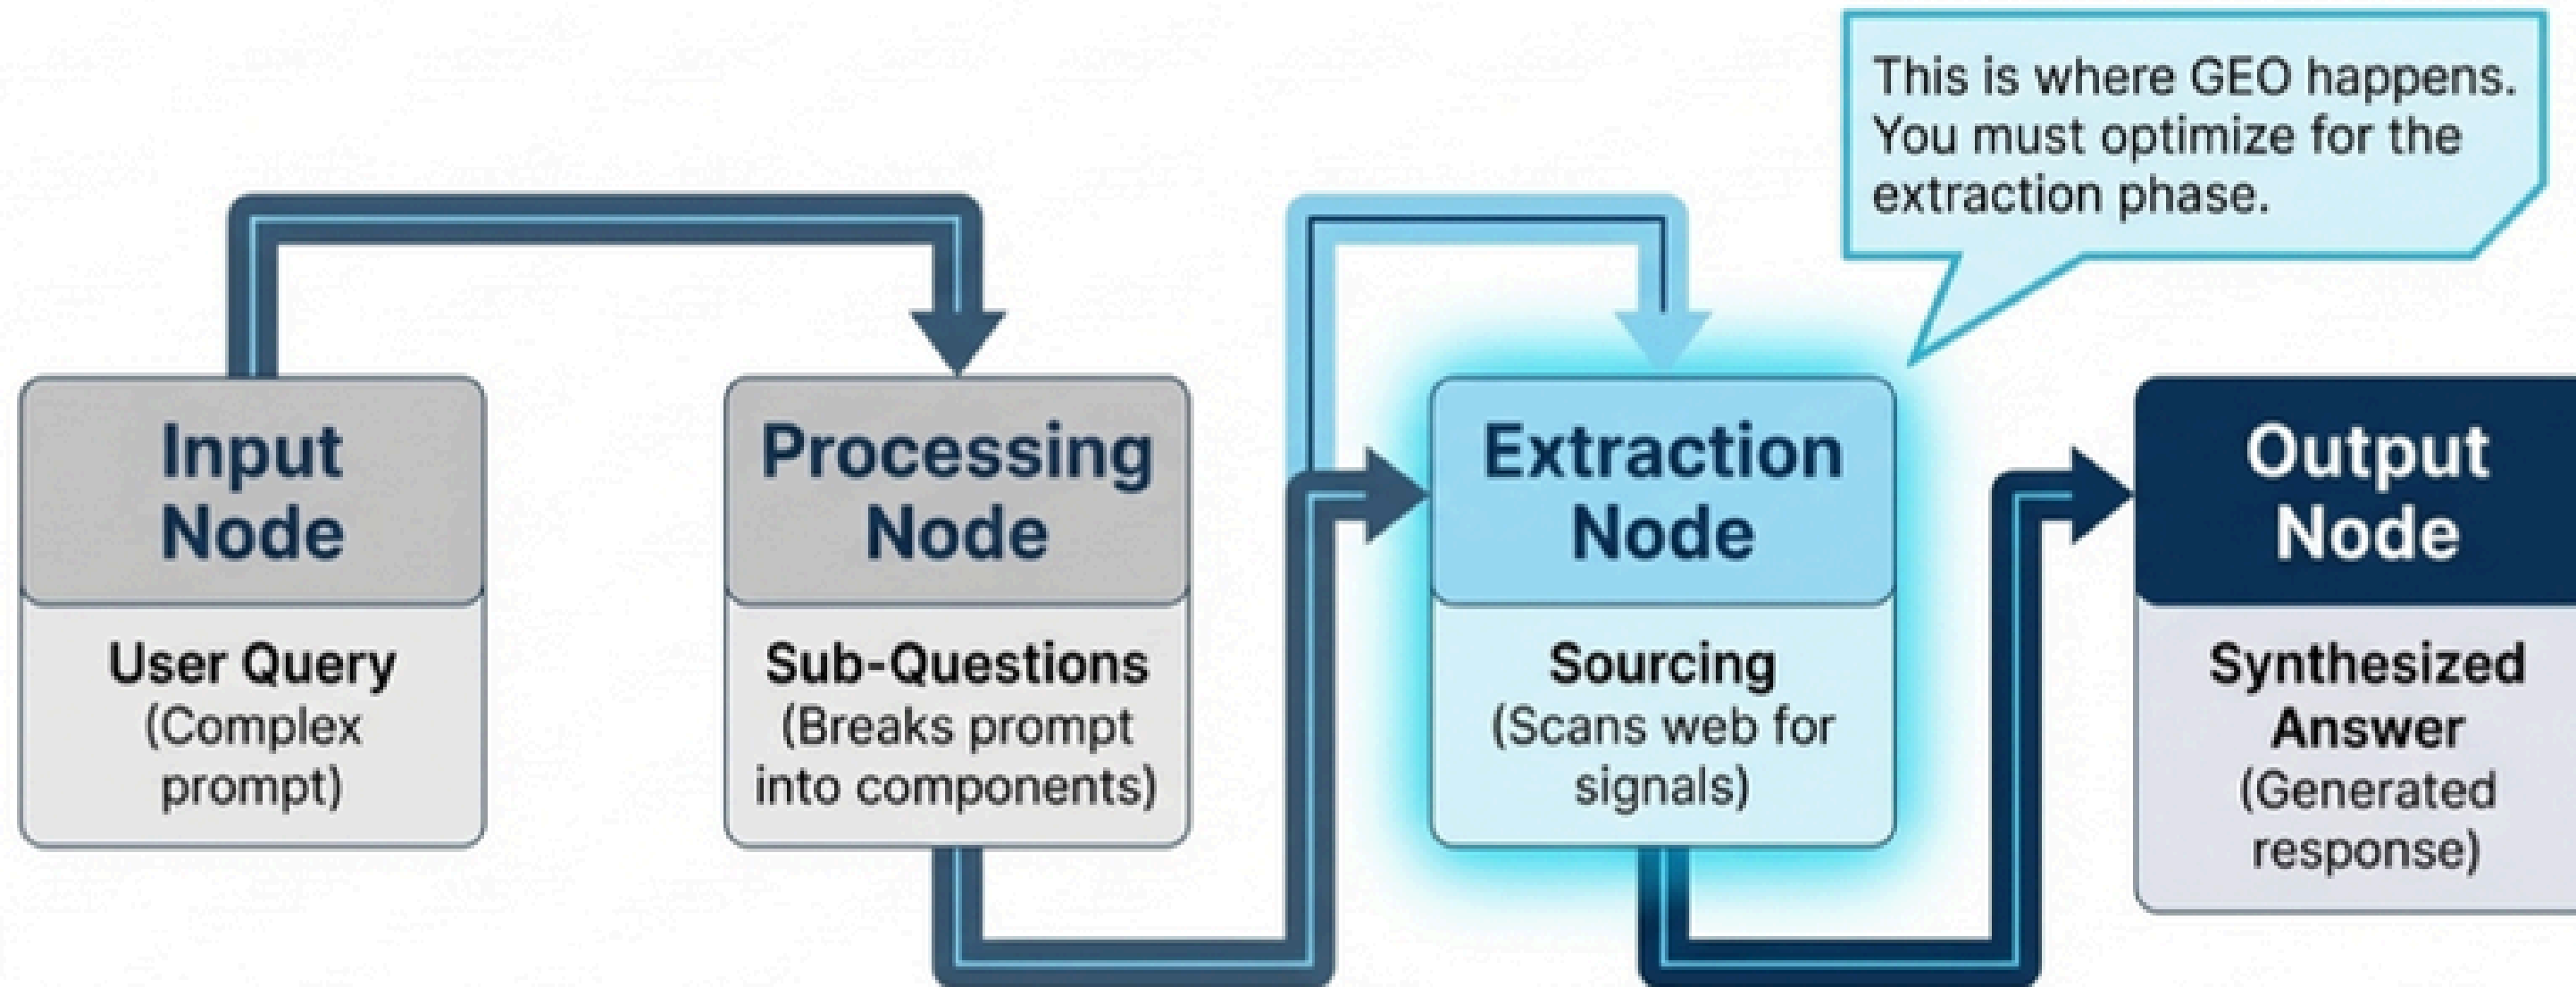 This is where GEO happens.
You must optimize for the
extraction phase.
Input
Node
User Query
(Complex
prompt)
Processing
Node
Sub-Questions
(Breaks prompt
into components)
Extraction
Node
Sourcing
(Scans web for
signals)
Output
Node
Synthesized
Answer
(Generated
response)